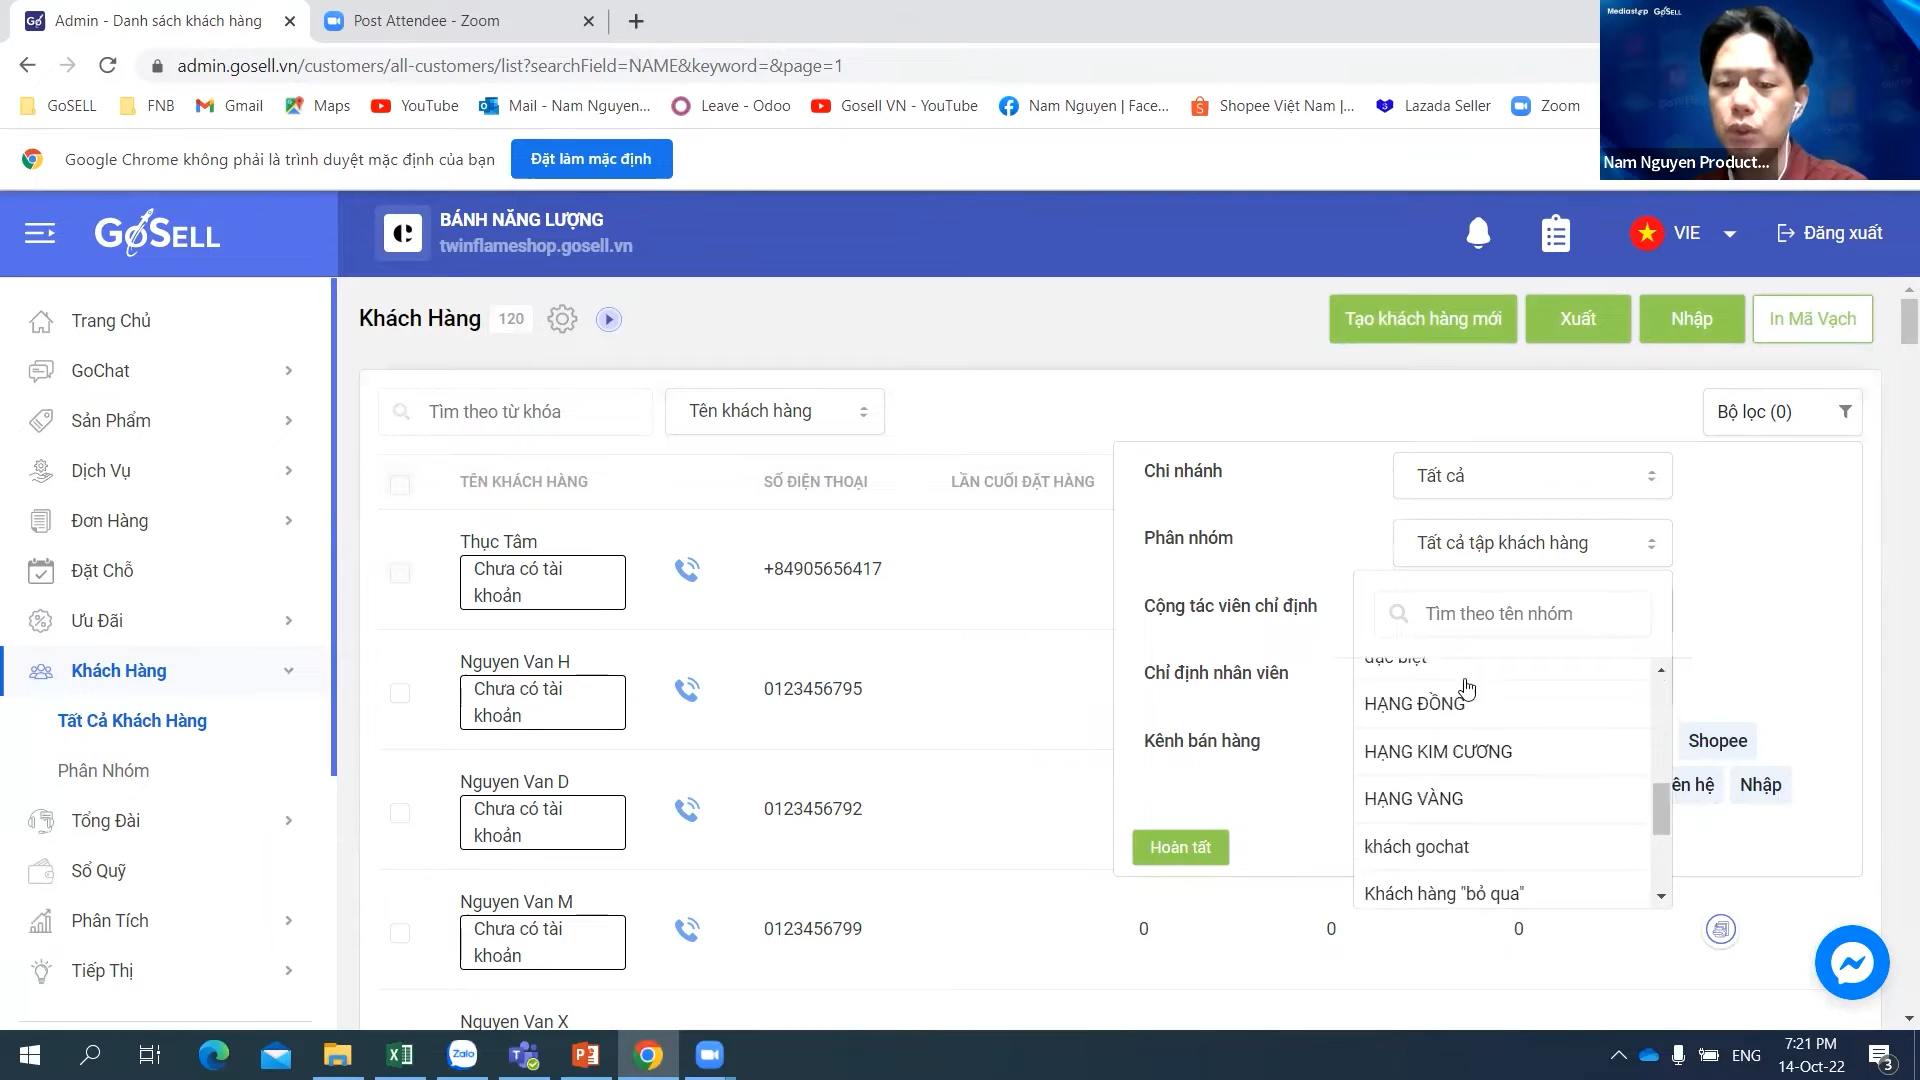 Admin - Danh sách khách hàng
Post Attendee - Zoom
admin.gosell.vn/customers/all-customers/list?searchField=NAME&keyword=&page=1
GoSELL
FNB
Gmail
Maps
YouTube
Mail - Nam Nguyen...
Leave - Odoo
Gosell VN - YouTube
Nam Nguyen | Face...
Shopee Việt Nam |...
Lazada Seller
Zoom
Mediastep GoSELL
Nam Nguyen Product...
Google Chrome không phải là trình duyệt mặc định của bạn
Đặt làm mặc định
GoSELL
BÁNH NĂNG LƯỢNG
twinflameshop.gosell.vn
VIE
Đăng xuất
Trang Chủ
GoChat
Sản Phẩm
Dịch Vụ
Đơn Hàng
Đặt Chỗ
Ưu Đãi
Khách Hàng
Tất Cả Khách Hàng
Phân Nhóm
Tổng Đài
Sổ Quỹ
Phân Tích
Tiếp Thị
Khách Hàng 120
Tạo khách hàng mới
Xuất
Nhập
In Mã Vạch
Tìm theo từ khóa
Tên khách hàng
Bộ lọc (0)
TÊN KHÁCH HÀNG
SỐ ĐIỆN THOẠI
LẦN CUỐI ĐẶT HÀNG
Thục Tâm
Chưa có tài
khoản
+84905656417
Nguyen Van H
Chưa có tài
khoản
0123456795
Nguyen Van D
Chưa có tài
khoản
0123456792
Nguyen Van M
Chưa có tài
khoản
0123456799
0
0
0
Nguyen Van X
Chi nhánh
Tất cả
Phân nhóm
Tất cả tập khách hàng
Cộng tác viên chỉ định
Tìm theo tên nhóm
đặc biệt
Chỉ định nhân viên
HẠNG ĐỒNG
Kênh bán hàng
HẠNG KIM CƯƠNG
HẠNG VÀNG
khách gochat
Khách hàng "bỏ qua"
Shopee
ên hệ
Nhập
Hoàn tất
Zalo
ENG
7:21 PM
14-Oct-22
3